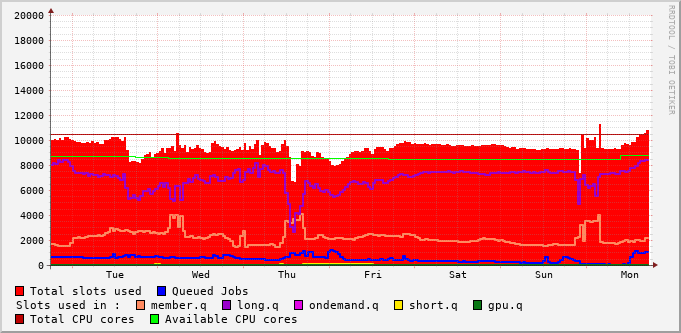 20000
18000
16000
14000
12000
10000
8000
6000
4000
2000
0
Tue Wed Thu Fri Sat Sun Mon
Total slots used Queued Jobs
Slots used in : member.q long.q ondemand.q short.q gpu.q
Total CPU cores Available CPU cores
RRDTOOL / TOBI OETIKER